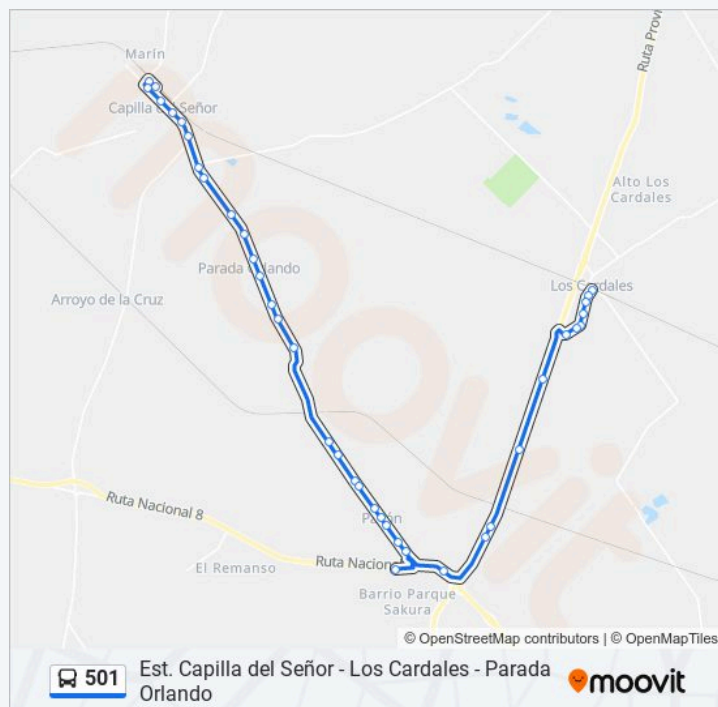 Marín
Capilla del Señor
Ruta Provi
Alto Los
Cardales
Parada Orlando
Arroyo de la Cruz
Los Cardales
Ruta Nacional 8
Pavón
El Remanso
Ruta Nacional
Barrio Parque
Sakura
moovit
© OpenStreetMap contributors | © OpenMapTiles
501
Est. Capilla del Señor - Los Cardales - Parada
Orlando
moovit